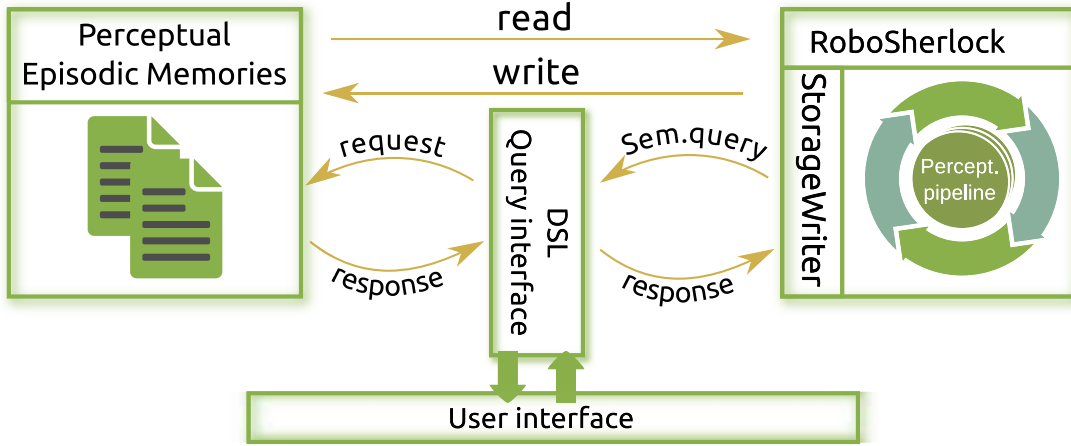 Perceptual
Episodic Memories
read
write
RoboSherlock
StorageWriter
Percept.
pipeline
request
response
DSL
Query interface
Sem.query
response
User interface